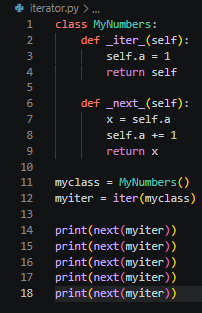 iterator.py > ...
1 class MyNumbers:
2     def _iter_(self):
3         self.a = 1
4         return self
5
6     def _next_(self):
7         x = self.a
8         self.a += 1
9         return x
10
11 myclass = MyNumbers()
12 myiter = iter(myclass)
13
14 print(next(myiter))
15 print(next(myiter))
16 print(next(myiter))
17 print(next(myiter))
18 print(next(myiter))